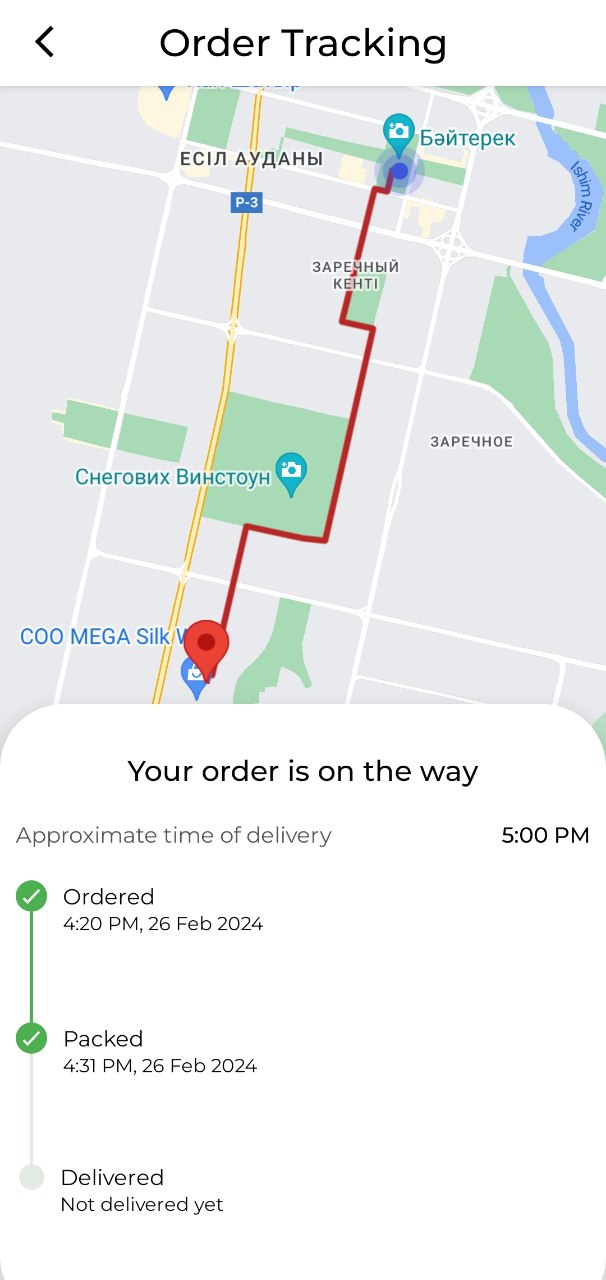 Order Tracking
Бәйтерек
ЕСІЛ АУДАНЫ
Ishim River
P-3
ЗАРЕЧНЫЙ
КЕНТІ
ЗАРЕЧНОЕ
Снегових Винстоун
COO MEGA Silk W
Your order is on the way
Approximate time of delivery 5:00 PM
Ordered
4:20 PM, 26 Feb 2024
Packed
4:31 PM, 26 Feb 2024
Delivered
Not delivered yet